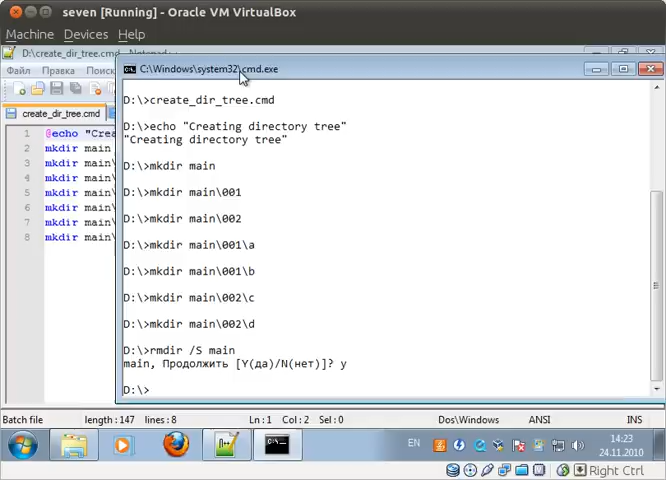 seven [Running] - Oracle VM VirtualBox
Machine Devices Help
D:\create_dir_tree.cmd - Notepad++
Файл Правка
C:\Windows\system32\cmd.exe
create_dir_tree.cmd
1 @echo "Crea
2 mkdir main
3 mkdir main\
4 mkdir main\
5 mkdir main\
6 mkdir main\
7 mkdir main\
8 mkdir main\
D:\>create_dir_tree.cmd
D:\>echo "Creating directory tree"
"Creating directory tree"
D:\>mkdir main
D:\>mkdir main\001
D:\>mkdir main\002
D:\>mkdir main\001\a
D:\>mkdir main\001\b
D:\>mkdir main\002\c
D:\>mkdir main\002\d
D:\>rmdir /S main
main, Продолжить [Y(да)/N(нет)]? y
D:\>
Batch file length : 147 lines : 8 Ln : 1 Col : 2 Sel : 0 Dos\Windows ANSI INS
EN 14:23
24.11.2010
Right Ctrl